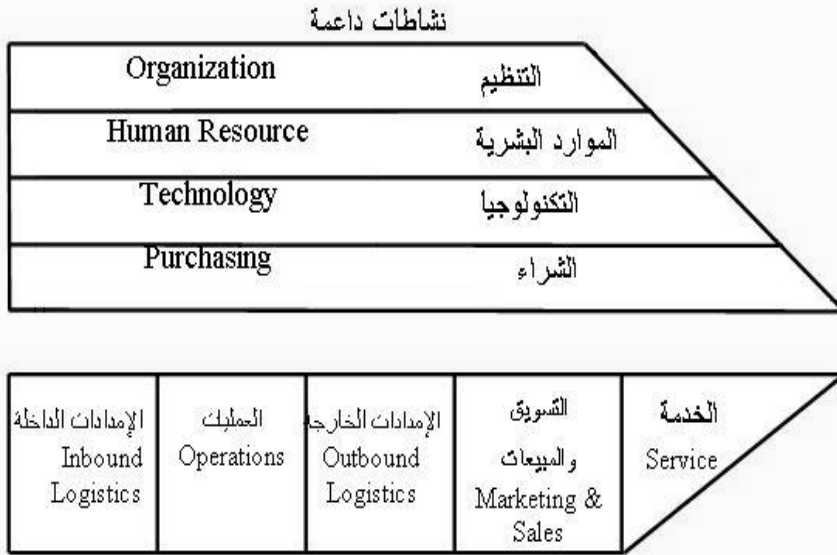 نشاطات داعمة
Organization التنظيم
Human Resource الموارد البشرية
Technology التكنولوجيا
Purchasing الشراء
الإمدادات الداخلة
Inbound
Logistics
العمليات
Operations
الإمدادات الخارجة
Outbound
Logistics
التسويق
والمبيعات
Marketing &
Sales
الخدمة
Service